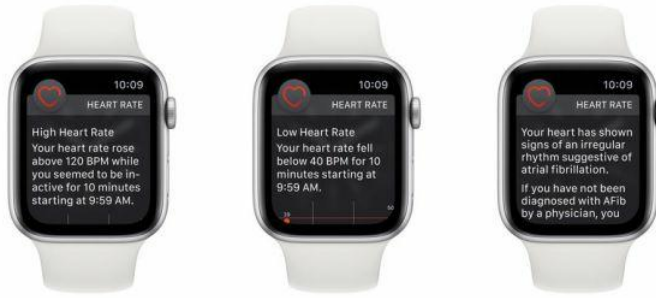 10:09
HEART RATE
High Heart Rate
Your heart rate rose
above 120 BPM while
you seemed to be in-
active for 10 minutes
starting at 9:59 AM.
10:09
HEART RATE
Low Heart Rate
Your heart rate fell
below 40 BPM for 10
minutes starting at
9:59 AM.
50
10:09
HEART RATE
Your heart has shown
signs of an irregular
rhythm suggestive of
atrial fibrillation.
If you have not been
diagnosed with AFib
by a physician, you